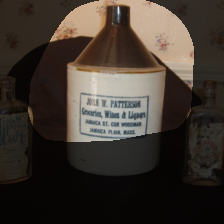 JOHN W. PATTERSON
Groceries, Wines & Liquors
JAMAICA ST. COR WOODMAN
JAMAICA PLAIN, MASS.